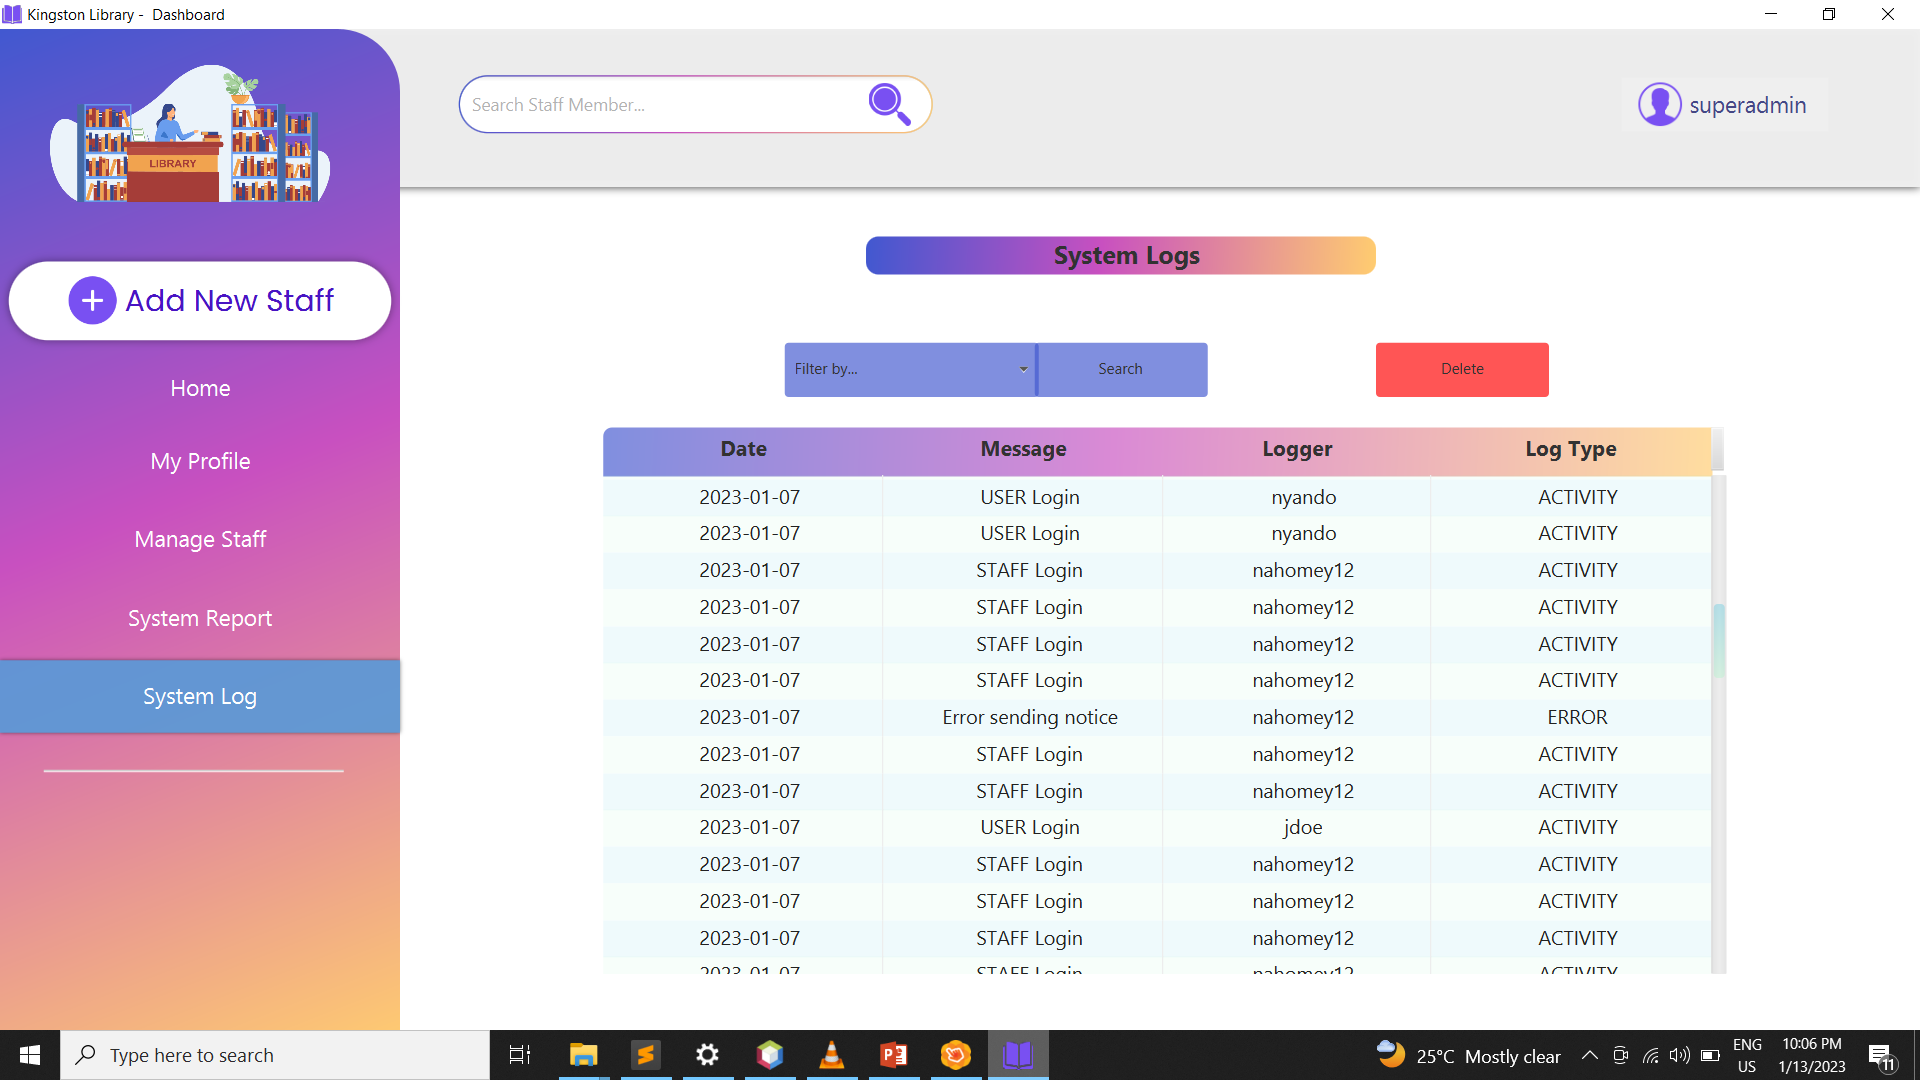 Kingston Library -  Dashboard
LIBRARY
Search Staff Member...
superadmin
Add New Staff
Home
My Profile
Manage Staff
System Report
System Log
System Logs
Filter by...
Search
Delete
Date Message Logger Log Type
2023-01-07 USER Login nyando ACTIVITY
2023-01-07 USER Login nyando ACTIVITY
2023-01-07 STAFF Login nahomey12 ACTIVITY
2023-01-07 STAFF Login nahomey12 ACTIVITY
2023-01-07 STAFF Login nahomey12 ACTIVITY
2023-01-07 STAFF Login nahomey12 ACTIVITY
2023-01-07 Error sending notice nahomey12 ERROR
2023-01-07 STAFF Login nahomey12 ACTIVITY
2023-01-07 STAFF Login nahomey12 ACTIVITY
2023-01-07 USER Login jdoe ACTIVITY
2023-01-07 STAFF Login nahomey12 ACTIVITY
2023-01-07 STAFF Login nahomey12 ACTIVITY
2023-01-07 STAFF Login nahomey12 ACTIVITY
2023-01-07 STAFF Login nahomey12 ACTIVITY
Type here to search
25°C Mostly clear
ENG
US
10:06 PM
1/13/2023
11